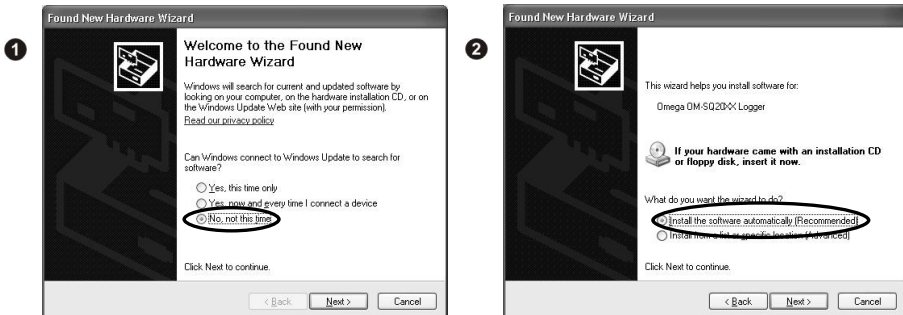 1
Found New Hardware Wizard
Welcome to the Found New
Hardware Wizard
Windows will search for current and updated software by
looking on your computer, on the hardware installation CD, or on
the Windows Update Web site (with your permission).
Read our privacy policy
Can Windows connect to Windows Update to search for
software?
Yes, this time only
Yes, now and every time I connect a device
No, not this time
Click Next to continue.
< Back
Next >
Cancel
2
Found New Hardware Wizard
This wizard helps you install software for:
Omega OM-SQ20XX Logger
If your hardware came with an installation CD
or floppy disk, insert it now.
What do you want the wizard to do?
Install the software automatically (Recommended)
Install from a list or specific location (Advanced)
Click Next to continue.
< Back
Next >
Cancel